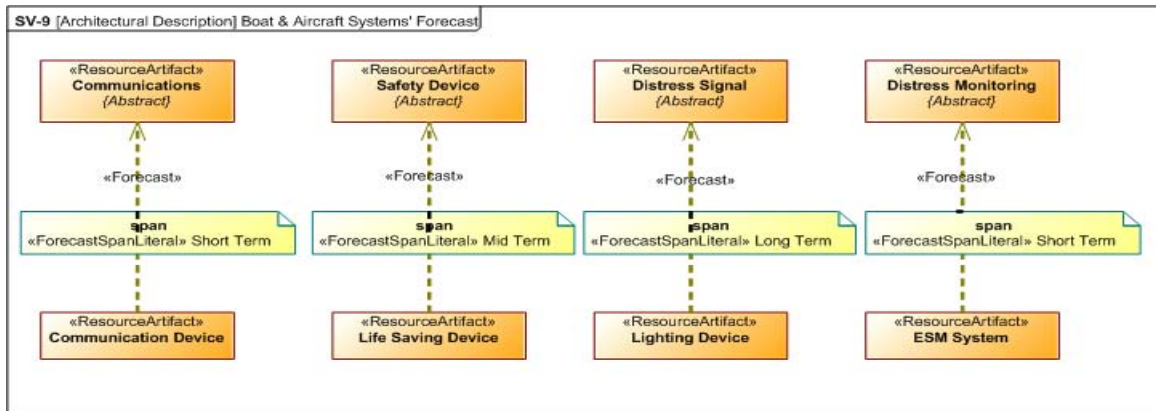 SV-9 [Architectural Description] Boat & Aircraft Systems' Forecast
«ResourceArtifact»
Communications
{Abstract}
«ResourceArtifact»
Safety Device
{Abstract}
«ResourceArtifact»
Distress Signal
{Abstract}
«ResourceArtifact»
Distress Monitoring
{Abstract}
«Forecast»
«Forecast»
«Forecast»
«Forecast»
span
«ForecastSpanLiteral» Short Term
span
«ForecastSpanLiteral» Mid Term
span
«ForecastSpanLiteral» Long Term
span
«ForecastSpanLiteral» Short Term
«ResourceArtifact»
Communication Device
«ResourceArtifact»
Life Saving Device
«ResourceArtifact»
Lighting Device
«ResourceArtifact»
ESM System